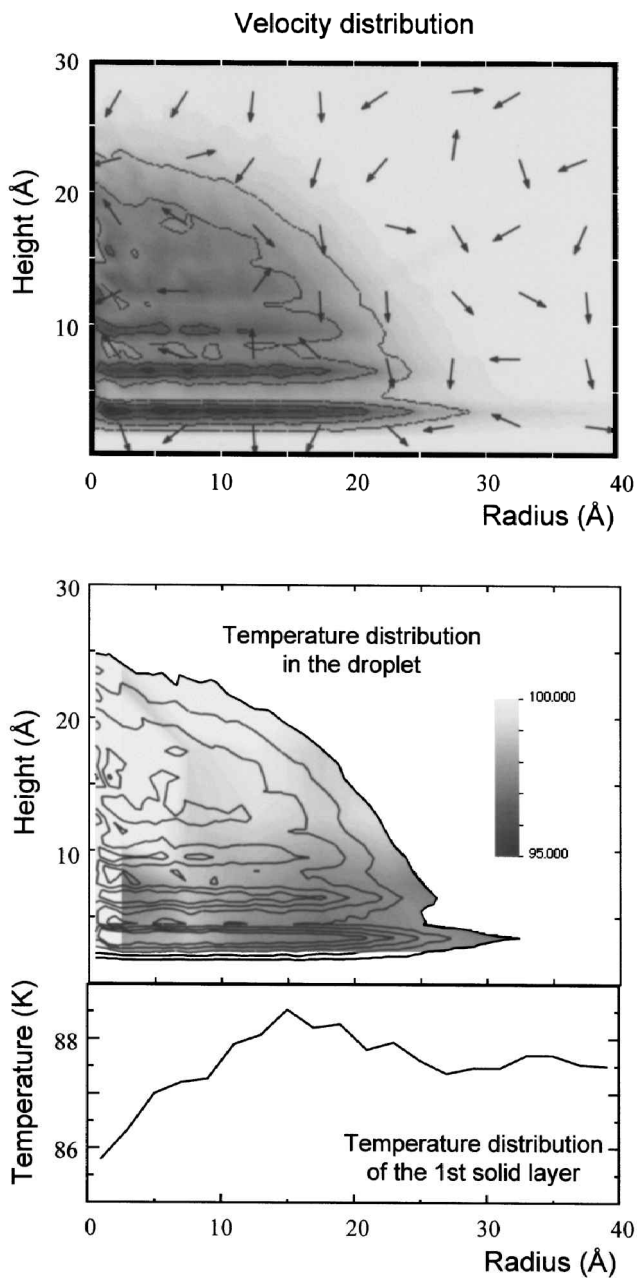 Velocity distribution
30
20
10
Height (Å)
0 10 20 30 40
Radius (Å)
30
20
10
Height (Å)
Temperature distribution
in the droplet
100.000
95.000
88
86
Temperature (K)
Temperature distribution
of the 1st solid layer
0 10 20 30 40
Radius (Å)